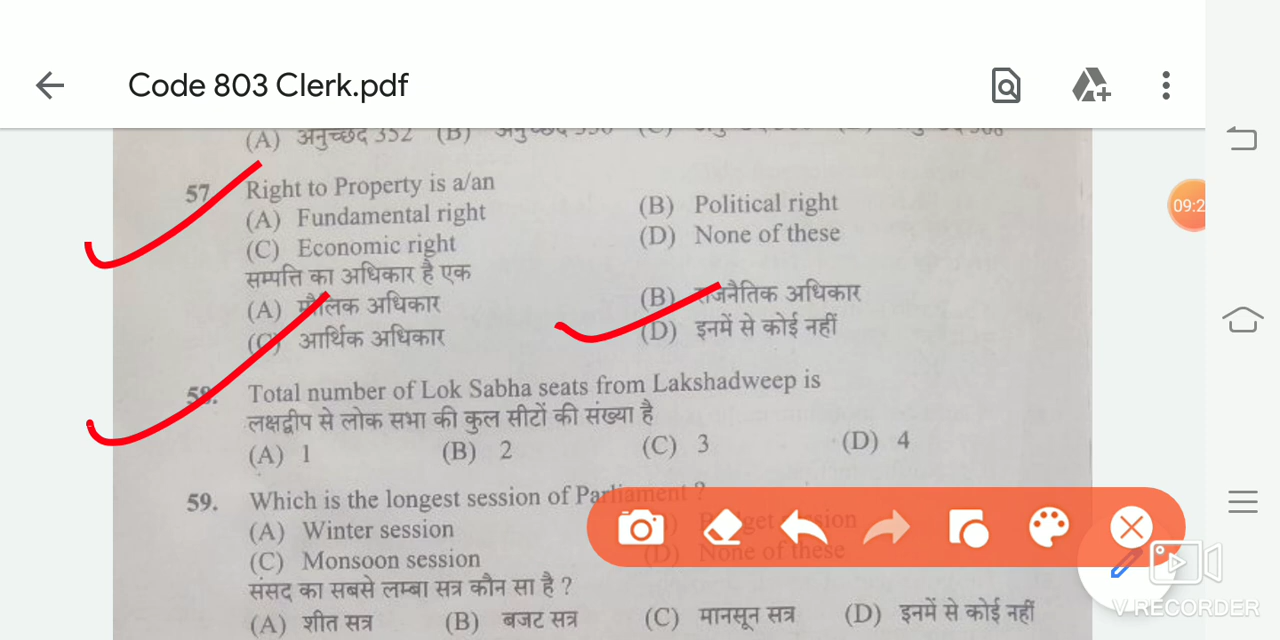 Code 803 Clerk.pdf
(A) अनुच्छेद 352 (B)
57 Right to Property is a/an
(A) Fundamental right (B) Political right
(C) Economic right (D) None of these
सम्पत्ति का अधिकार है एक
(A) मौलिक अधिकार (B) राजनैतिक अधिकार
(C) आर्थिक अधिकार (D) इनमें से कोई नहीं
58. Total number of Lok Sabha seats from Lakshadweep is
लक्षद्वीप से लोक सभा की कुल सीटों की संख्या है
(A) 1 (B) 2 (C) 3 (D) 4
59. Which is the longest session of Parliament ?
(A) Winter session (B) Budget session
(C) Monsoon session (D) None of these
संसद का सबसे लम्बा सत्र कौन सा है ?
(A) शीत सत्र (B) बजट सत्र (C) मानसून सत्र (D) इनमें से कोई नहीं
09:2
V RECORDER